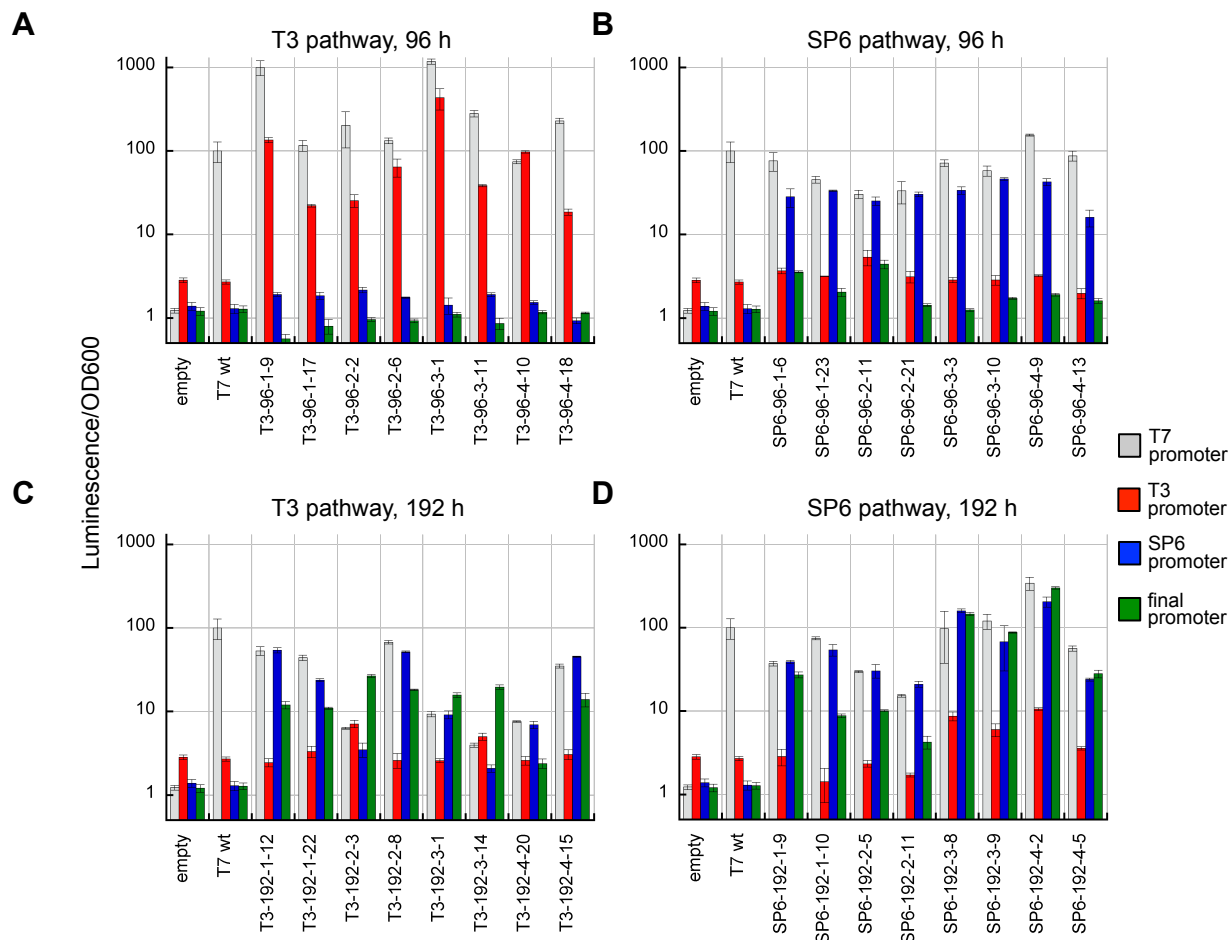 A
T3 pathway, 96 h
1000
100
10
1
empty
T7 wt
T3-96-1-9
T3-96-1-17
T3-96-2-2
T3-96-2-6
T3-96-3-1
T3-96-3-11
T3-96-4-10
T3-96-4-18
B
SP6 pathway, 96 h
1000
100
10
1
empty
T7 wt
SP6-96-1-6
SP6-96-1-23
SP6-96-2-11
SP6-96-2-21
SP6-96-3-3
SP6-96-3-10
SP6-96-4-9
SP6-96-4-13
Luminescence/OD600
T7
promoter
T3
promoter
SP6
promoter
final
promoter
C
T3 pathway, 192 h
1000
100
10
1
empty
T7 wt
T3-192-1-12
T3-192-1-22
T3-192-2-3
T3-192-2-8
T3-192-3-1
T3-192-3-14
T3-192-4-20
T3-192-4-15
D
SP6 pathway, 192 h
1000
100
10
1
empty
T7 wt
SP6-192-1-9
SP6-192-1-10
SP6-192-2-5
SP6-192-2-11
SP6-192-3-8
SP6-192-3-9
SP6-192-4-2
SP6-192-4-5